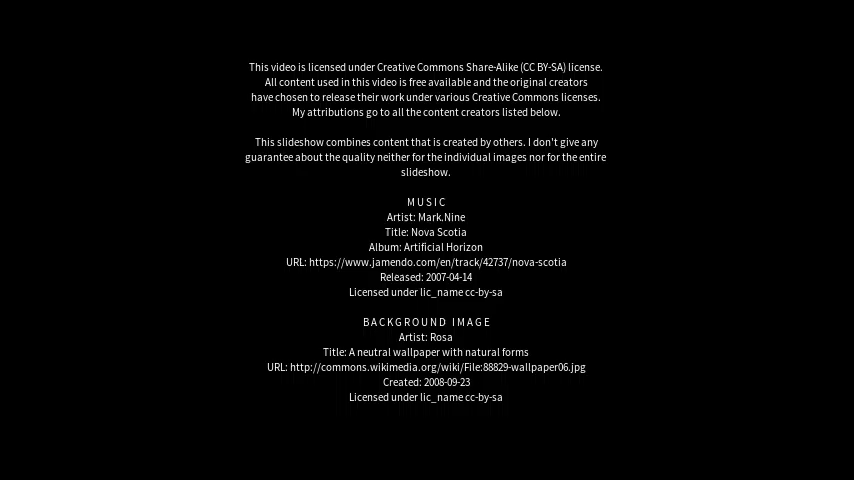 This video is licensed under Creative Commons Share-Alike (CC BY-SA) license.
All content used in this video is free available and the original creators
have chosen to release their work under various Creative Commons licenses.
My attributions go to all the content creators listed below.
This slideshow combines content that is created by others. I don't give any
guarantee about the quality neither for the individual images nor for the entire
slideshow.
MUSIC
Artist: Mark.Nine
Title: Nova Scotia
Album: Artificial Horizon
URL: https://www.jamendo.com/en/track/42737/nova-scotia
Released: 2007-04-14
Licensed under lic_name cc-by-sa
BACKGROUND IMAGE
Artist: Rosa
Title: A neutral wallpaper with natural forms
URL: http://commons.wikimedia.org/wiki/File:88829-wallpaper06.jpg
Created: 2008-09-23
Licensed under lic_name cc-by-sa